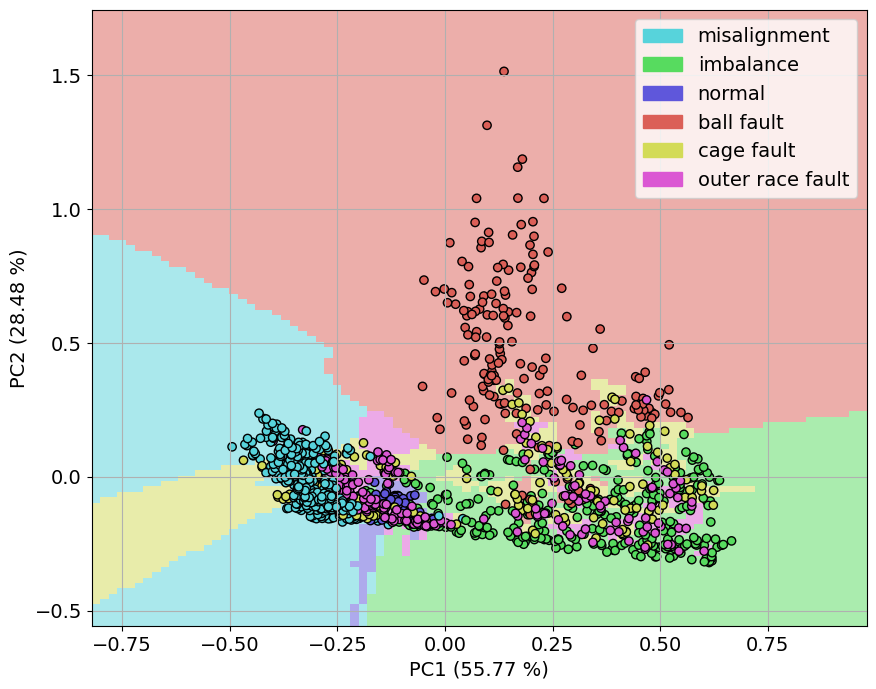 misalignment
imbalance
normal
ball fault
cage fault
outer race fault
1.5
1.0
0.5
0.0
−0.5
PC2 (28.48 %)
−0.75
−0.50
−0.25
0.00
0.25
0.50
0.75
PC1 (55.77 %)